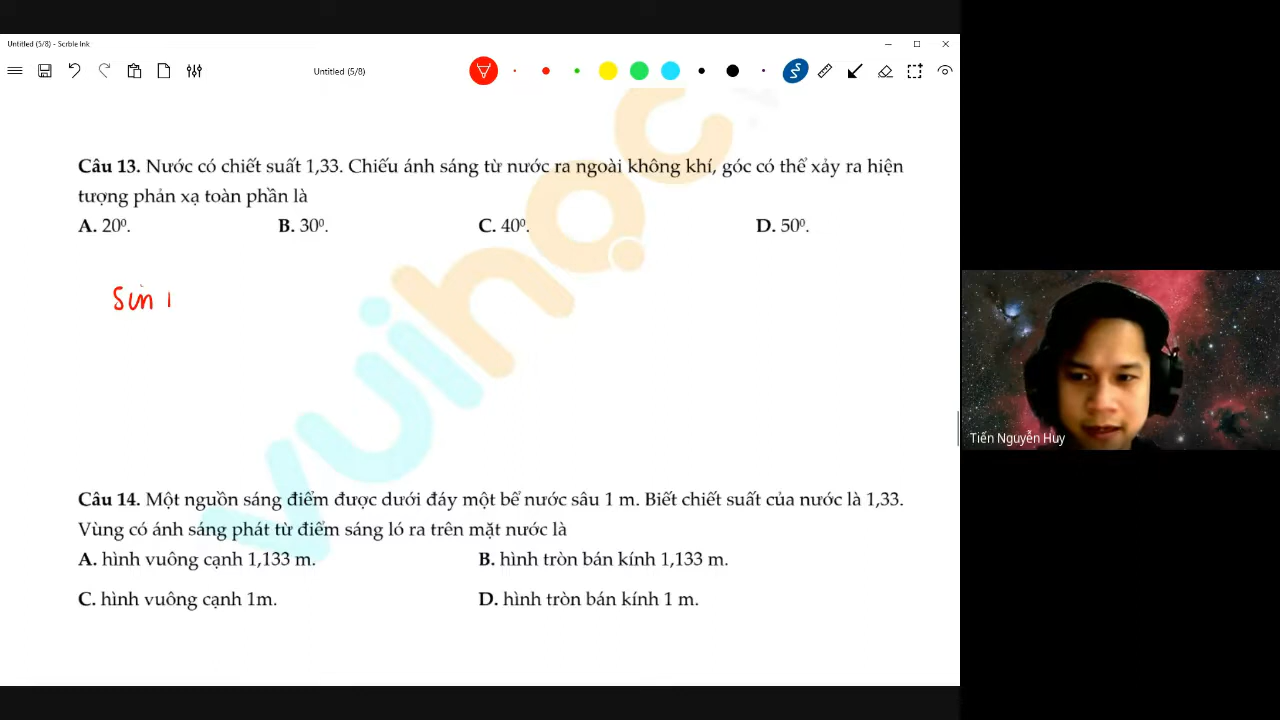 Untitled (5/8) - Scrble Ink
Untitled (5/8)
Câu 13. Nước có chiết suất 1,33. Chiếu ánh sáng từ nước ra ngoài không khí, góc có thể xảy ra hiện
tượng phản xạ toàn phần là
A. 20⁰. B. 30⁰. C. 40⁰. D. 50⁰.
Sin i
vuihoc
Câu 14. Một nguồn sáng điểm được dưới đáy một bể nước sâu 1 m. Biết chiết suất của nước là 1,33.
Vùng có ánh sáng phát từ điểm sáng ló ra trên mặt nước là
A. hình vuông cạnh 1,133 m. B. hình tròn bán kính 1,133 m.
C. hình vuông cạnh 1m. D. hình tròn bán kính 1 m.
Tiến Nguyễn Huy